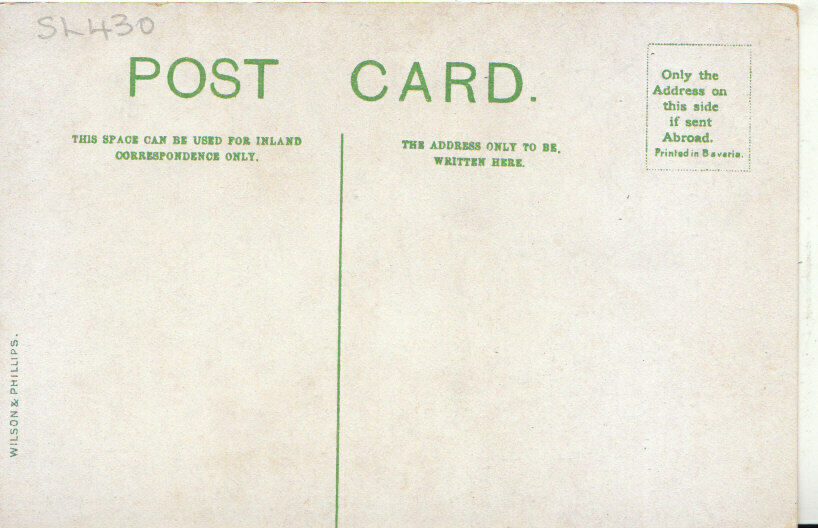 SL430
POST CARD.
THIS SPACE CAN BE USED FOR INLAND
CORRESPONDENCE ONLY.
THE ADDRESS ONLY TO BE,
WRITTEN HERE.
Only the
Address on
this side
if sent
Abroad.
Printed in Bavaria.
WILSON & PHILLIPS.